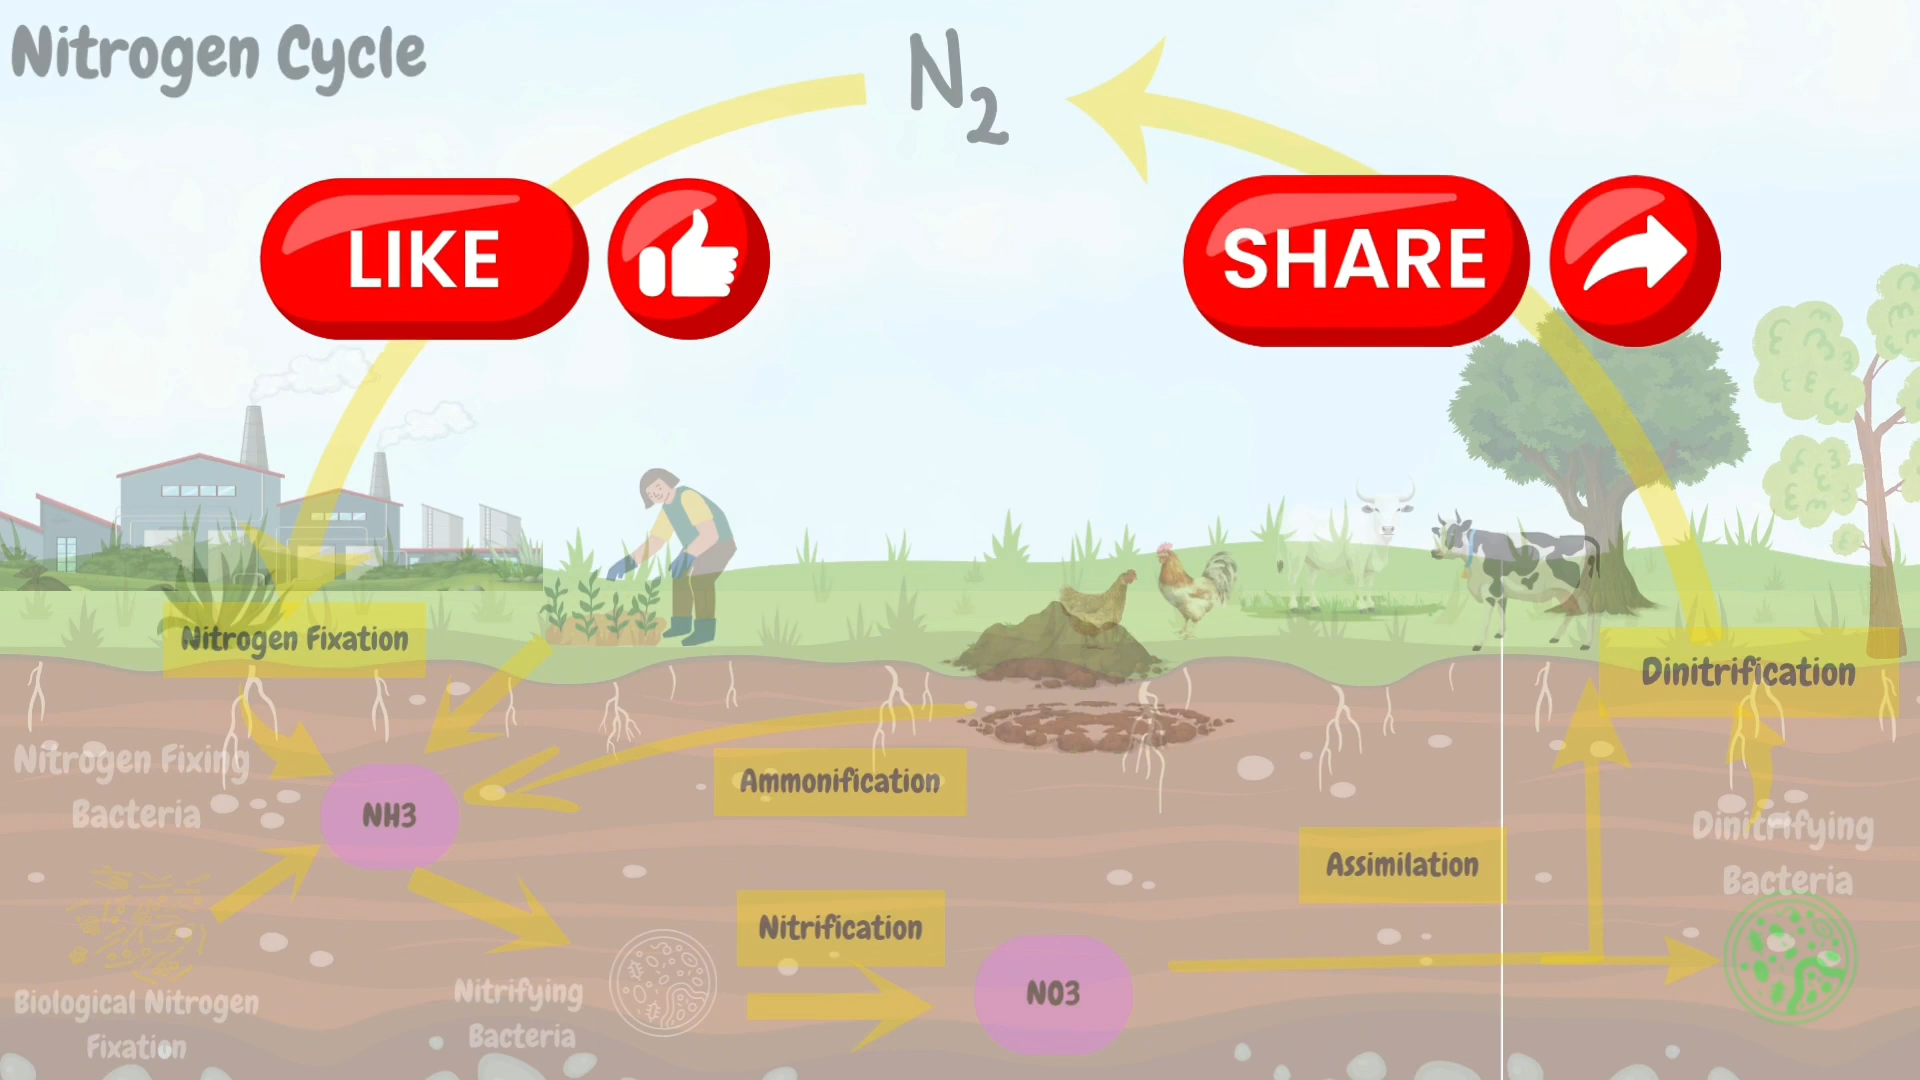 Nitrogen Cycle
N2
LIKE
SHARE
Nitrogen Fixation
Dinitrification
Nitrogen Fixing
Bacteria
NH3
Ammonification
Dinitrifying
Bacteria
Assimilation
Nitrification
Biological Nitrogen
Fixation
Nitrifying
Bacteria
NO3